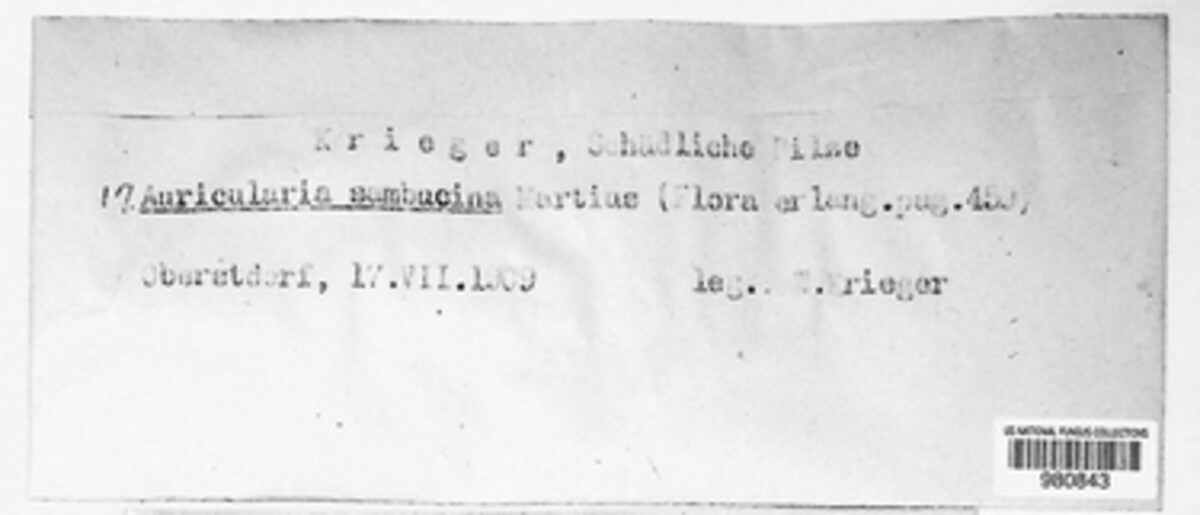 Krieger, Schädliche Pilze
17. Auricularia sambucina Martius (Flora erlang.pag.459)
Oberstdorf, 17.VII.1909 leg. W.Krieger
US NATIONAL FUNGUS COLLECTIONS
980843